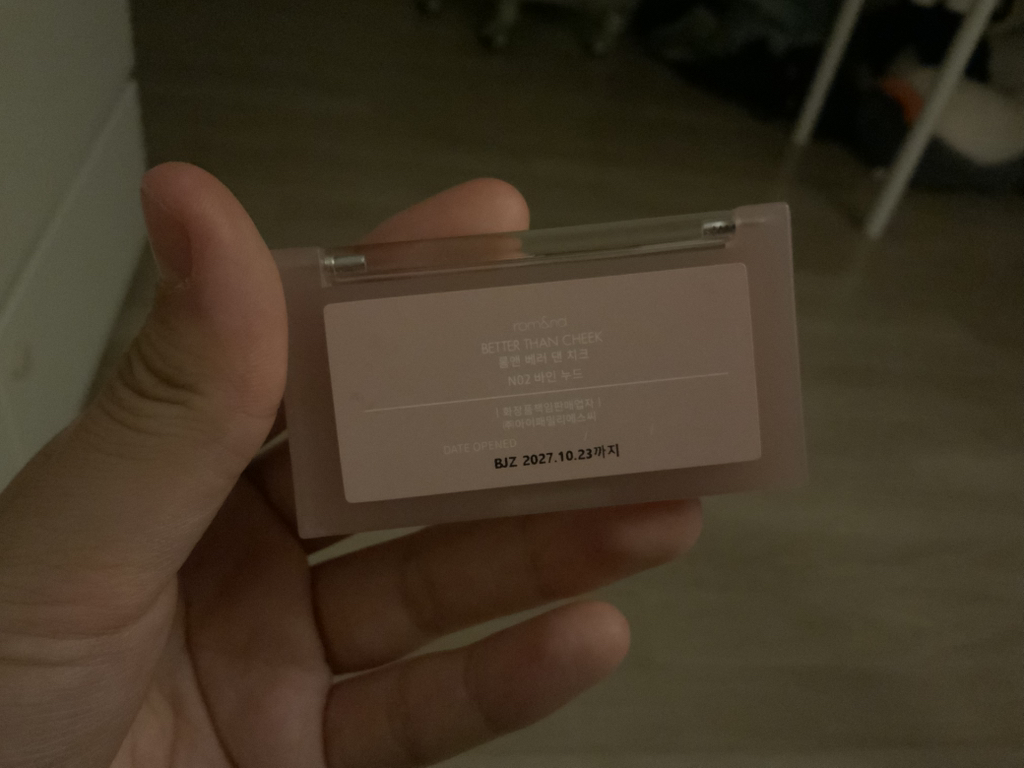 rom&nd
BETTER THAN CHEEK
롬앤 베러 댄 치크
N02 바인 누드
| 화장품책임판매업자 |
㈜아이패밀리에스씨
DATE OPENED
BJZ 2027.10.23까지